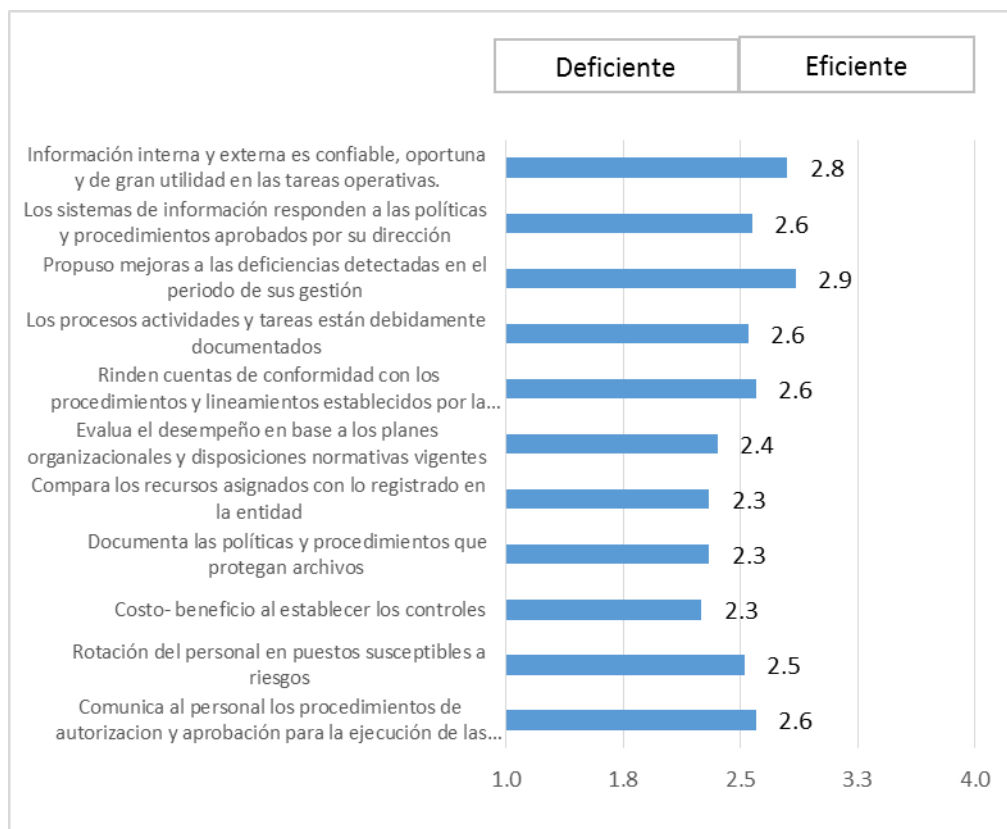 Deficiente
Eficiente
Información interna y externa es confiable, oportuna
y de gran utilidad en las tareas operativas.
2.8
Los sistemas de información responden a las políticas
y procedimientos aprobados por su dirección
2.6
Propuso mejoras a las deficiencias detectadas en el
periodo de sus gestión
2.9
Los procesos actividades y tareas están debidamente
documentados
2.6
Rinden cuentas de conformidad con los
procedimientos y lineamientos establecidos por la...
2.6
Evalua el desempeño en base a los planes
organizacionales y disposiciones normativas vigentes
2.4
Compara los recursos asignados con lo registrado en
la entidad
2.3
Documenta las políticas y procedimientos que
protegan archivos
2.3
Costo- beneficio al establecer los controles
2.3
Rotación del personal en puestos susceptibles a
riesgos
2.5
Comunica al personal los procedimientos de
autorizacion y aprobación para la ejecución de las...
2.6
1.0
1.8
2.5
3.3
4.0